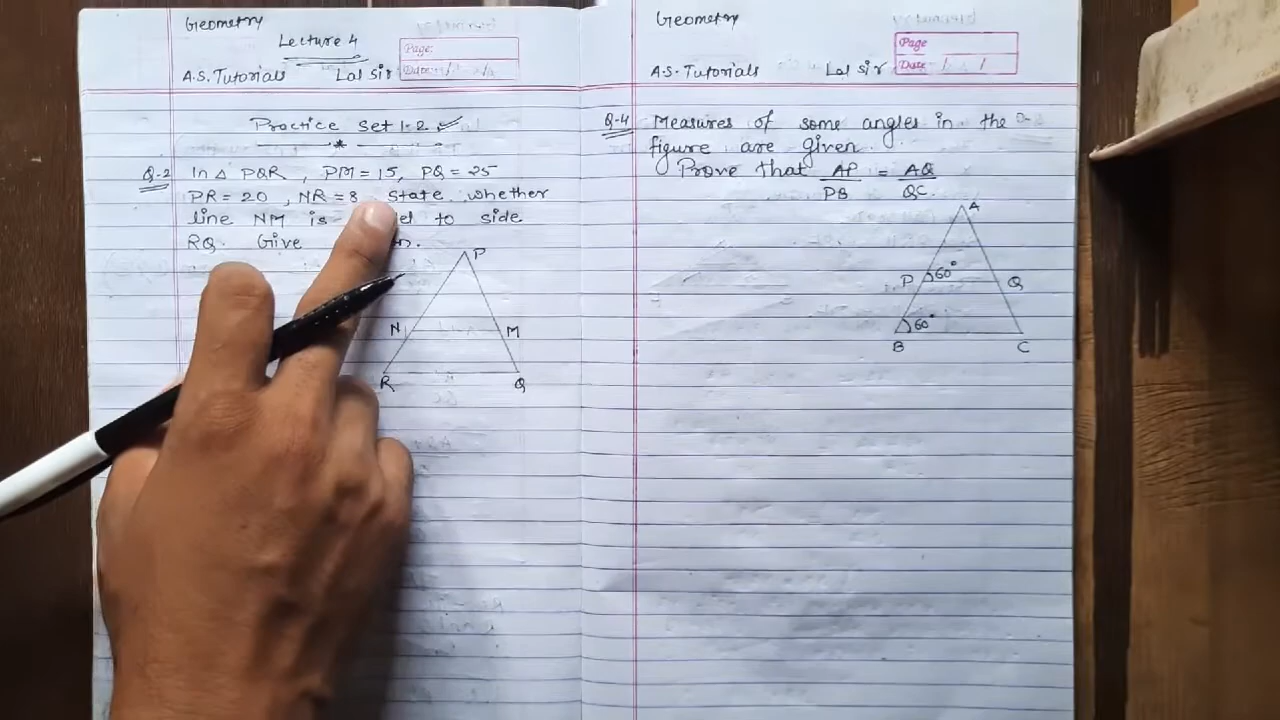 Geometry
Lecture 4
Page:
Date: / /
A.S. Tutorials Lal Sir
Practice Set 1.2
Q-2 In △ PQR, PM = 15, PQ = 25
PR = 20, NR = 8 State whether
line NM is to side
RQ. Give
P
N M
R Q
Geometry
Page
Date / /
A.S. Tutorials Lal Sir
Q-4 Measures of some angles in the
figure are given.
Prove that AP/PB = AQ/QC.
A
P 60° Q
60°
B C